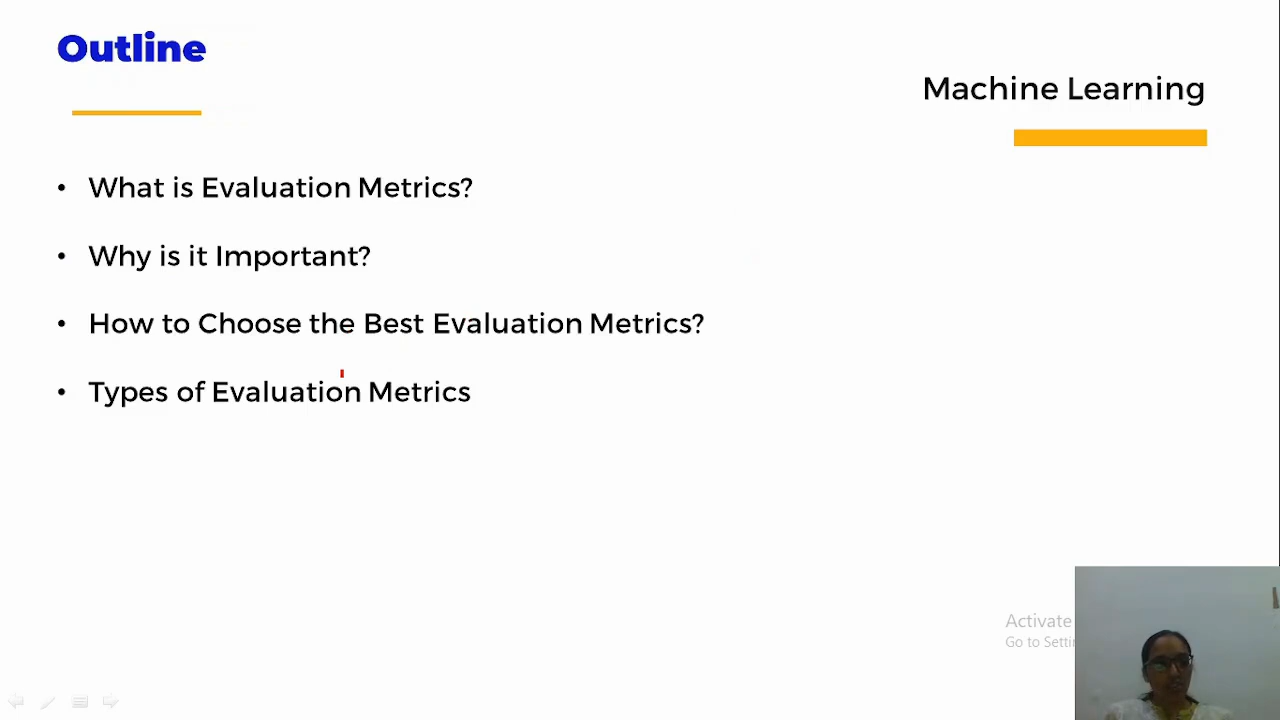 Outline
Machine Learning
• What is Evaluation Metrics?
• Why is it Important?
• How to Choose the Best Evaluation Metrics?
• Types of Evaluation Metrics
Activate
Go to Setti